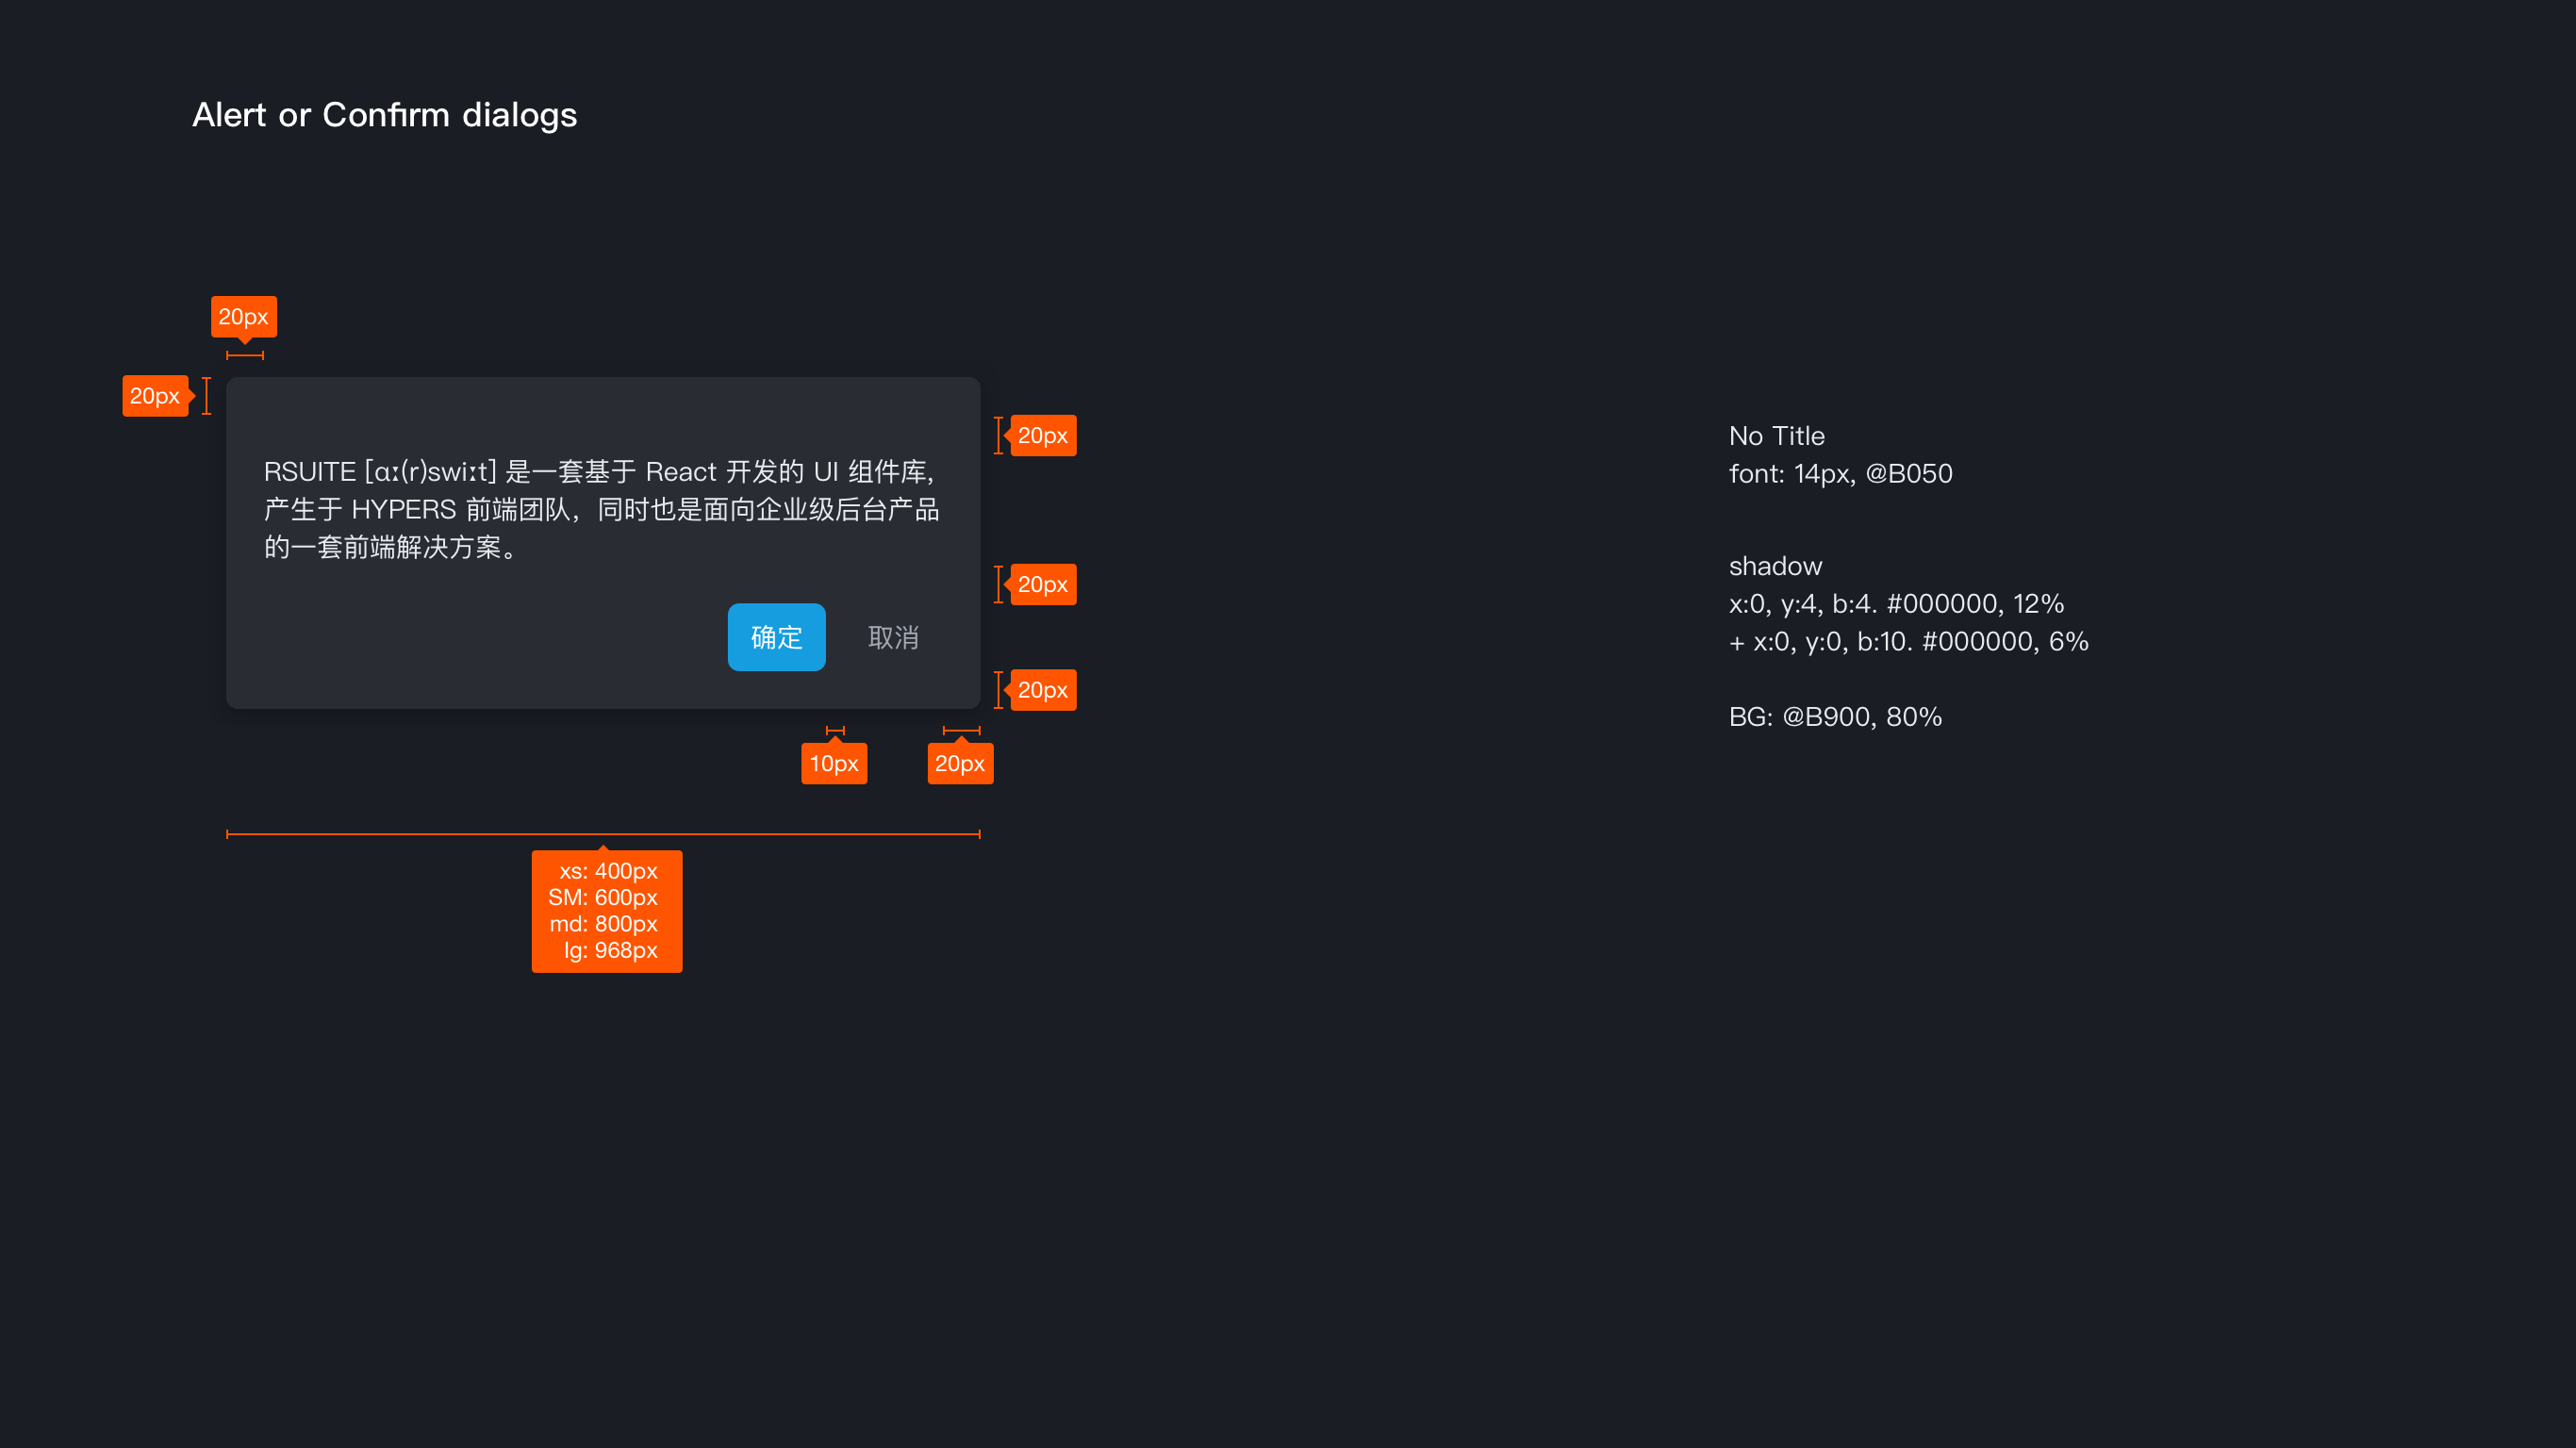 Alert or Confirm dialogs
20px
20px
20px
RSUITE [ɑː(r)swiːt] 是一套基于 React 开发的 UI 组件库,
产生于 HYPERS 前端团队，同时也是面向企业级后台产品
的一套前端解决方案。
20px
确定
取消
20px
10px
20px
xs: 400px
SM: 600px
md: 800px
lg: 968px
No Title
font: 14px, @B050
shadow
x:0, y:4, b:4. #000000, 12%
+ x:0, y:0, b:10. #000000, 6%
BG: @B900, 80%